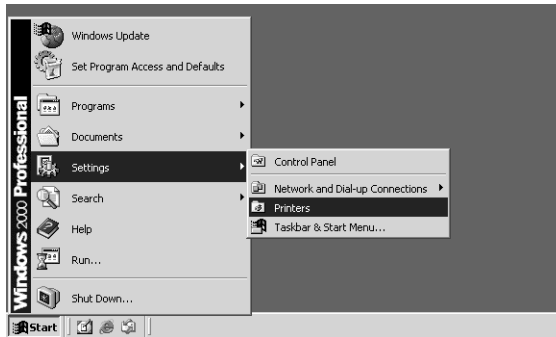 Windows 2000 Professional
Windows Update
Set Program Access and Defaults
Programs
Documents
Settings
Search
Help
Run...
Shut Down...
Control Panel
Network and Dial-up Connections
Printers
Taskbar & Start Menu...
Start